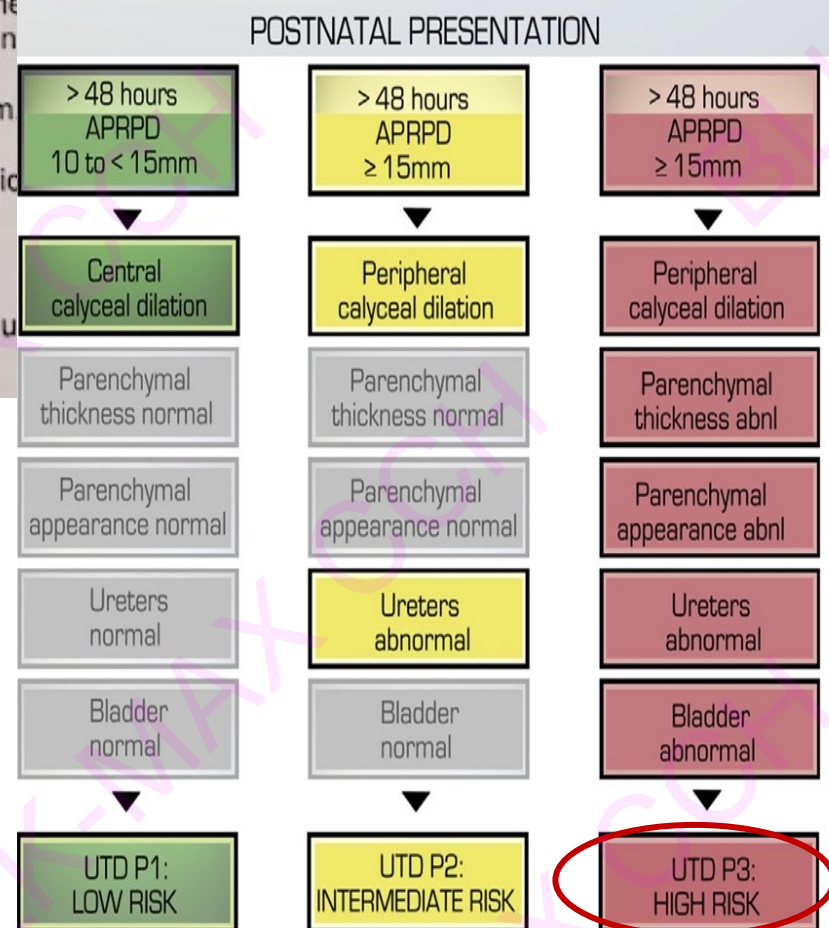 POSTNATAL PRESENTATION
> 48 hours
APRPD
10 to < 15mm
Central
calyceal dilation
Parenchymal
thickness normal
Parenchymal
appearance normal
Ureters
normal
Bladder
normal
UTD P1:
LOW RISK
> 48 hours
APRPD
≥ 15mm
Peripheral
calyceal dilation
Parenchymal
thickness normal
Parenchymal
appearance normal
Ureters
abnormal
Bladder
normal
UTD P2:
INTERMEDIATE RISK
> 48 hours
APRPD
≥ 15mm
Peripheral
calyceal dilation
Parenchymal
thickness abnl
Parenchymal
appearance abnl
Ureters
abnormal
Bladder
abnormal
UTD P3:
HIGH RISK
K-MAX CCH